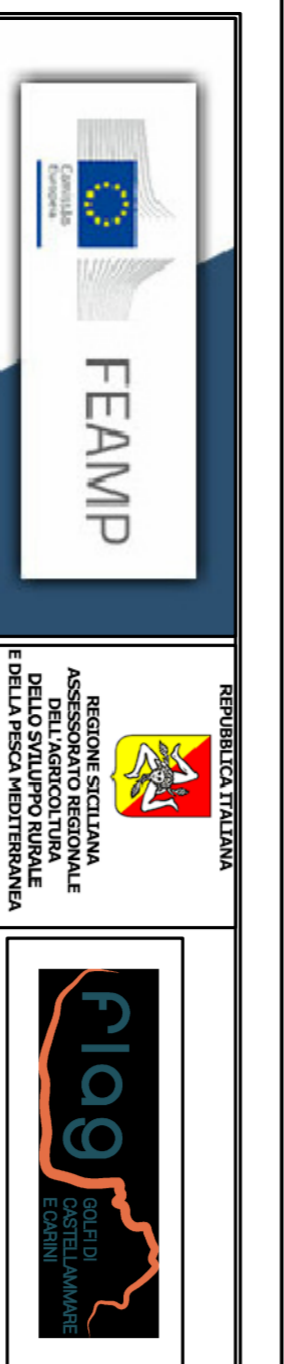 Comissão
Europeia
FEAMP
REPUBBLICA ITALIANA
REGIONE SICILIANA
ASSESSORATO REGIONALE
DELL'AGRICOLTURA
DELLO SVILUPPO RURALE
E DELLA PESCA MEDITERRANEA
flag
GOLFI DI
CASTELLAMMARE
E CARINI